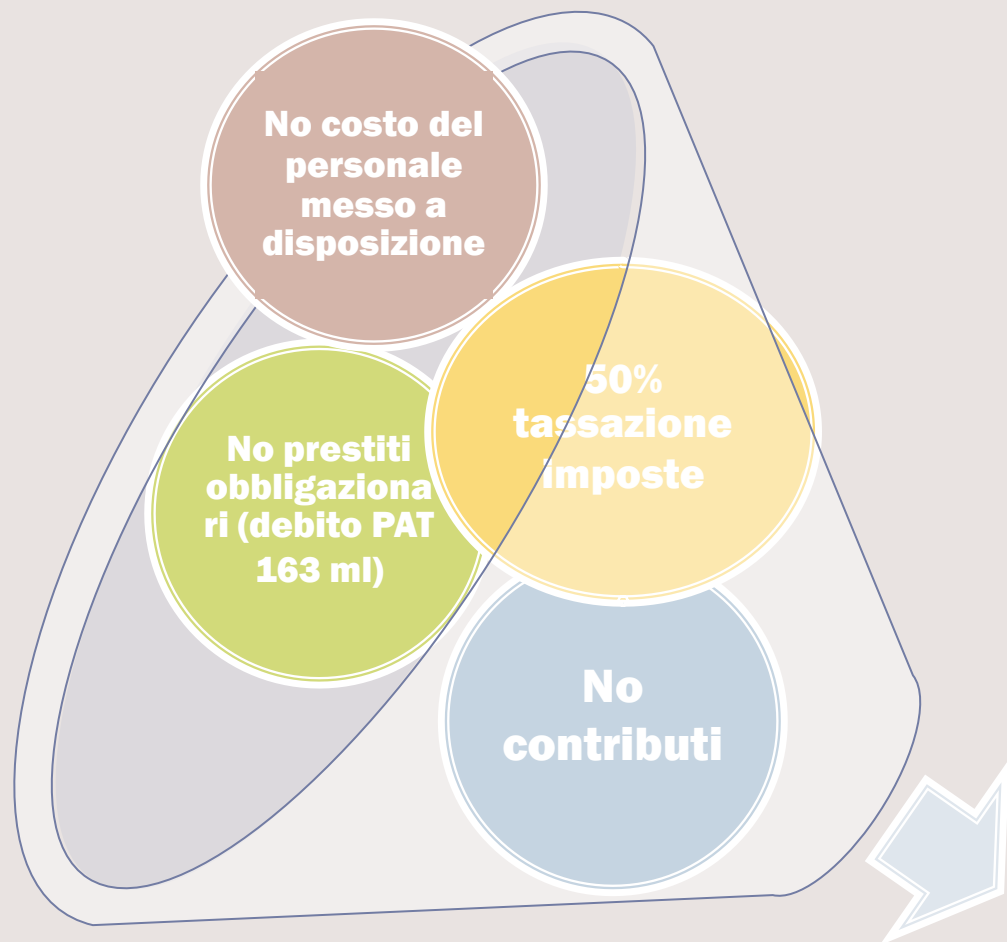 No costo del
personale
messo a
disposizione
50%
tassazione
imposte
No prestiti
obbligaziona
ri (debito PAT
163 ml)
No
contributi